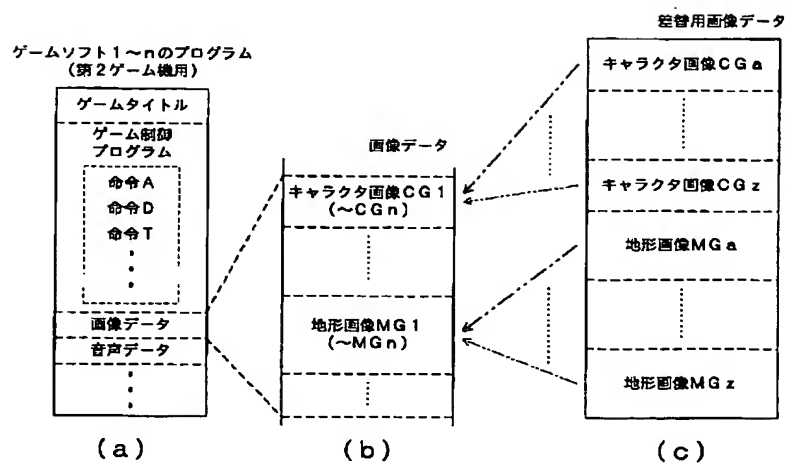 ゲームソフト1〜nのプログラム
(第2ゲーム機用)
ゲームタイトル
ゲーム制御
プログラム
命令A
命令D
命令T
画像データ
音声データ
(a)
画像データ
キャラクタ画像CG1
(〜CGn)
地形画像MG1
(〜MGn)
(b)
差替用画像データ
キャラクタ画像CGa
キャラクタ画像CGz
地形画像MGa
地形画像MGz
(c)